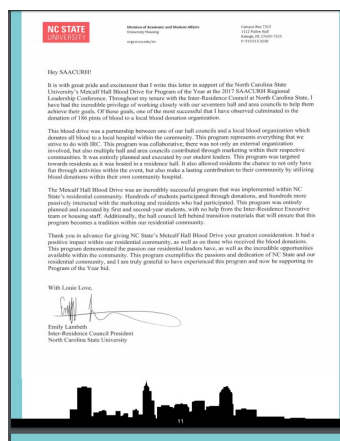 NC STATE
UNIVERSITY
Division of Academic and Student Affairs
University Housing
Campus Box 7315
1112 Pullen Hall
Raleigh, NC 27695-7315
Hey SAACURH!
It is with great pride and excitement that I write this letter in support of the North Carolina State
University's Metcalf Hall Blood Drive for Program of the Year at the 2017 SAACURH Regional
Leadership Conference. Throughout my tenure with the Inter-Residence Council at North Carolina State, I
have had the incredible privilege of working closely with our seventeen hall and area councils to help them
achieve their goals. Of those goals, one of the most successful that I have observed culminated in the
donation of 186 pints of blood to a local blood donation organization.
This blood drive was a partnership between one of our hall councils and a local blood organization which
donates all blood to a local hospital within the community. This program represents everything that we
strive to do with IRC. This program was collaborative; there was not only an external organization
involved, but also multiple hall and area councils contributed through marketing within their respective
communities. It was entirely planned and executed by our student leaders. This program was targeted
towards residents as it was hosted in a residence hall. It also allowed residents the chance to not only have
fun through activities within the event, but also make a lasting contribution to their community by utilizing
blood donations within their own community hospital.
The Metcalf Hall Blood Drive was an incredibly successful program that was implemented within NC
State's residential community. Hundreds of students participated through donations, and hundreds more
passively interacted with the marketing and residents who had participated. This program was entirely
planned and executed by first and second-year students, with no help from the Inter-Residence Executive
team or housing staff. Additionally, the hall council left behind transition materials that will ensure that this
program becomes a tradition within our residential community.
Thank you in advance for giving NC State's Metcalf Hall Blood Drive your greatest consideration. It had a
positive impact within our residential community, as well as on those who received the blood donations.
This program demonstrated the passion our residential leaders have, as well as the incredible opportunities
available within the community. This program exemplifies the passions and dedication of NC State and our
residential community, and I am truly grateful to have experienced this program and now be supporting its
Program of the Year bid.
With Louie Love,
Emily Lambeth
Inter-Residence Council President
North Carolina State University
11